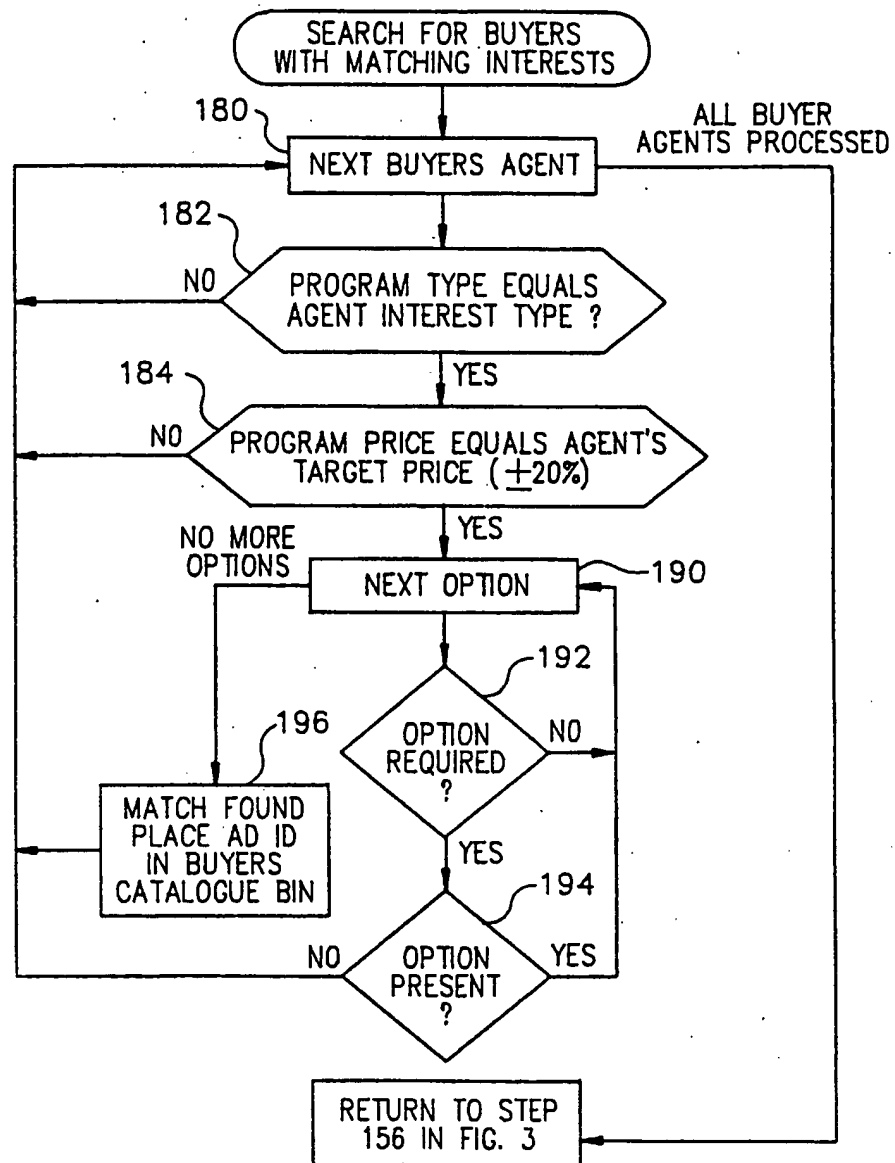 SEARCH FOR BUYERS
WITH MATCHING INTERESTS
180
ALL BUYER
AGENTS PROCESSED
NEXT BUYERS AGENT
182
NO
PROGRAM TYPE EQUALS
AGENT INTEREST TYPE ?
184
YES
NO
PROGRAM PRICE EQUALS AGENT'S
TARGET PRICE (±20%)
YES
NO MORE
OPTIONS
NEXT OPTION
190
192
196
OPTION
REQUIRED
?
NO
MATCH FOUND
PLACE AD ID
IN BUYERS
CATALOGUE BIN
YES
194
NO
OPTION
PRESENT
?
YES
RETURN TO STEP
156 IN FIG. 3